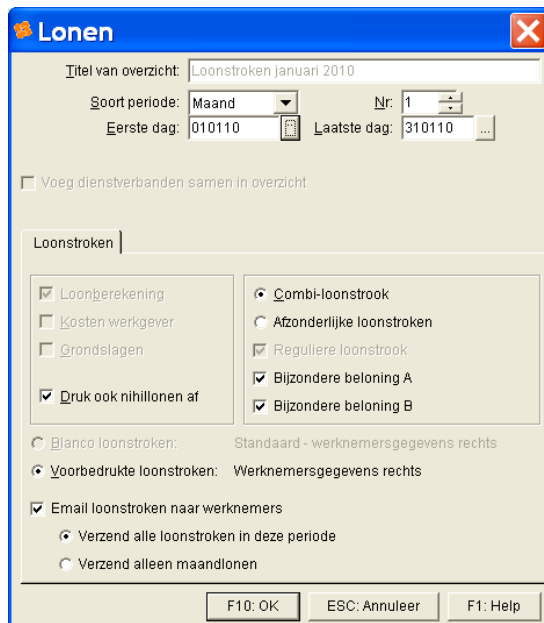 Lonen
Titel van overzicht: Loonstroken januari 2010
Soort periode: Maand Nr: 1
Eerste dag: 010110 Laatste dag: 310110 ...
Voeg dienstverbanden samen in overzicht
Loonstroken
Loonberekening
Kosten werkgever
Grondslagen
Druk ook nihillonen af
Combi-loonstrook
Afzonderlijke loonstroken
Reguliere loonstrook
Bijzondere beloning A
Bijzondere beloning B
Blanco loonstroken: Standaard - werknemersgegevens rechts
Voorbedrukte loonstroken: Werknemersgegevens rechts
Email loonstroken naar werknemers
Verzend alle loonstroken in deze periode
Verzend alleen maandlonen
F10: OK ESC: Annuleer F1: Help